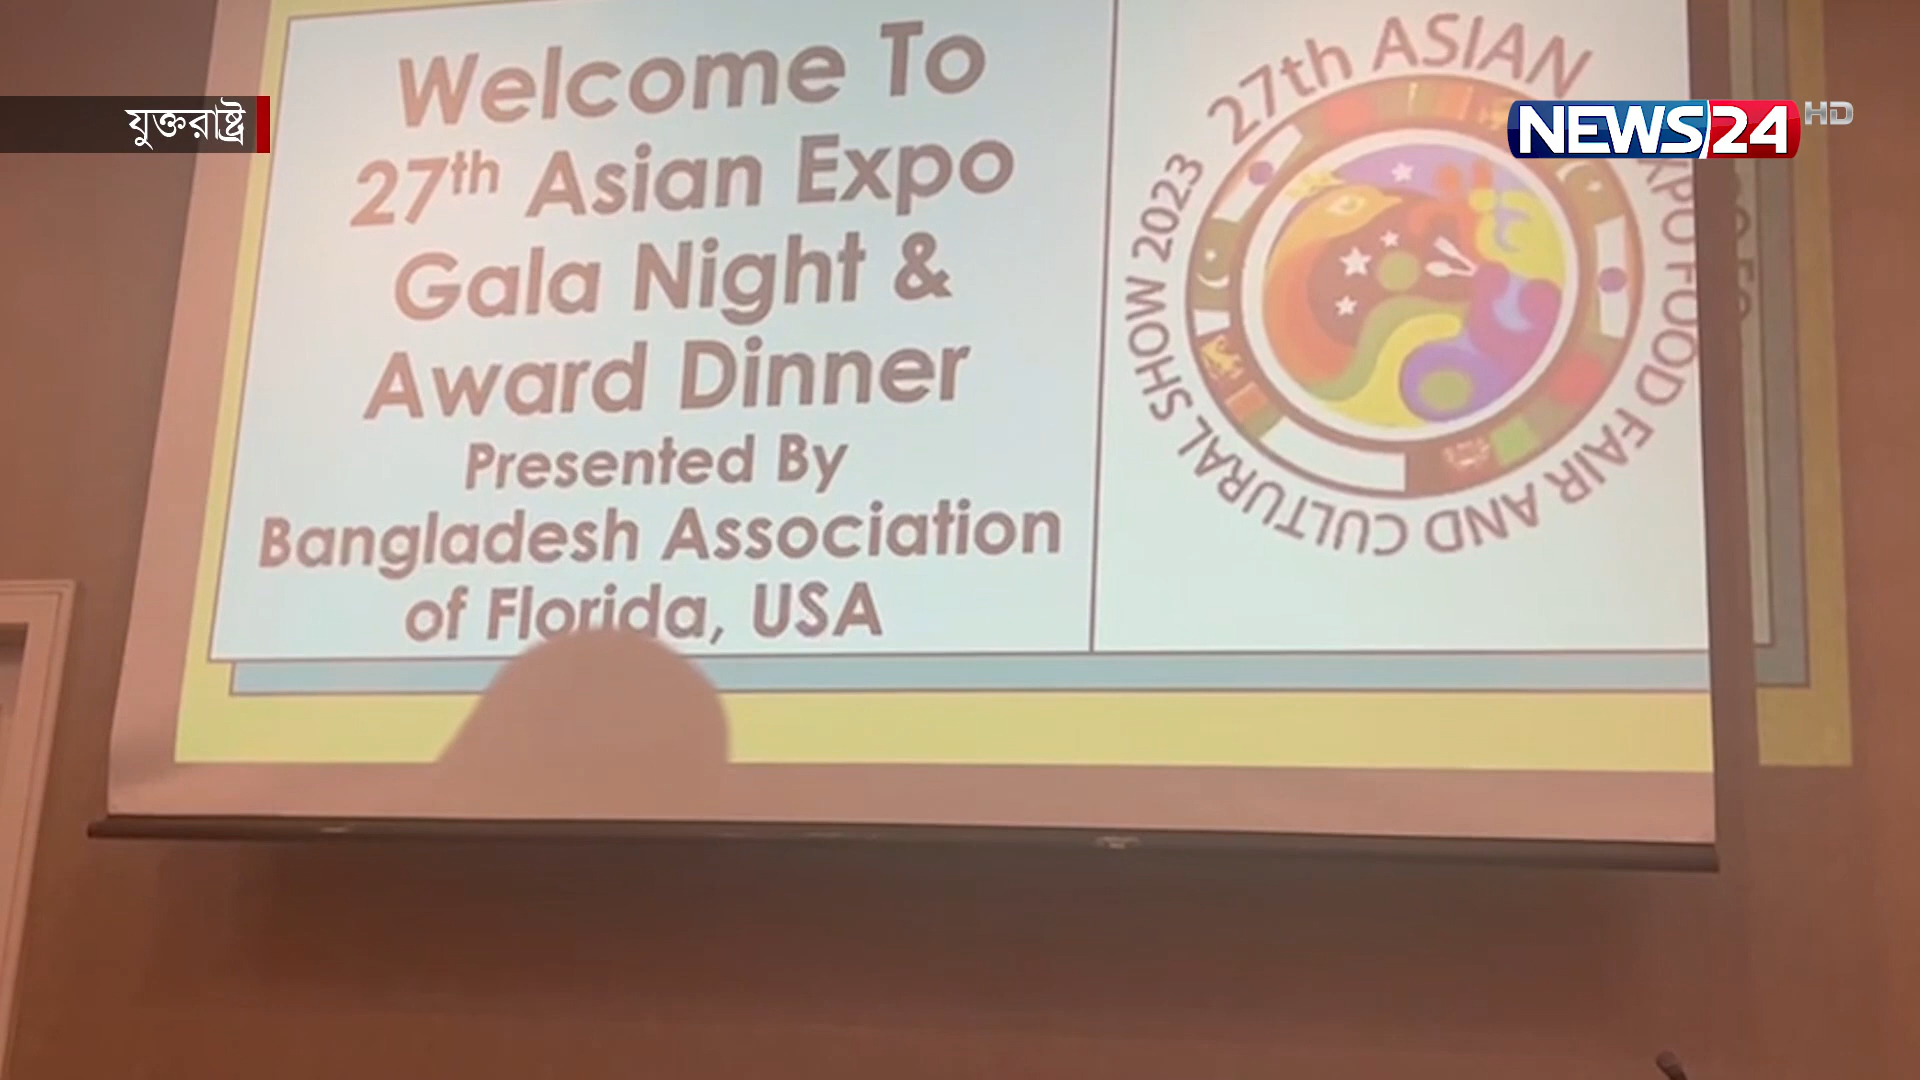 যুক্তরাষ্ট্র
NEWS24 HD
Welcome To
27th Asian Expo
Gala Night &
Award Dinner
Presented By
Bangladesh Association
of Florida, USA
27th ASIAN EXPO FOOD FAIR AND CULTURAL SHOW 2023